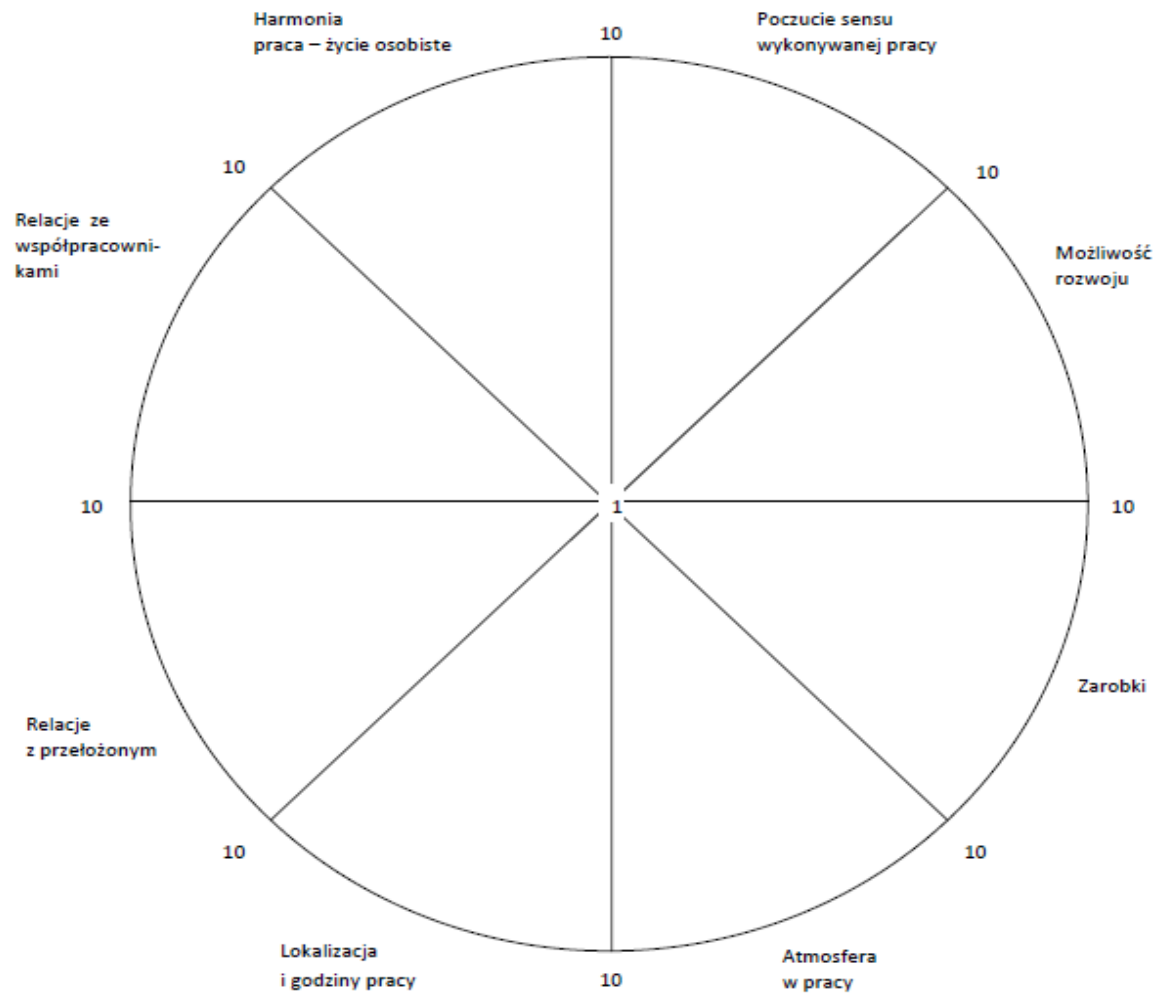 Harmonia
praca – życie osobiste
10
Poczucie sensu
wykonywanej pracy
10
10
Relacje ze
współpracowni-
kami
Możliwość
rozwoju
10
1
10
Zarobki
Relacje
z przełożonym
10
10
Lokalizacja
i godziny pracy
10
Atmosfera
w pracy